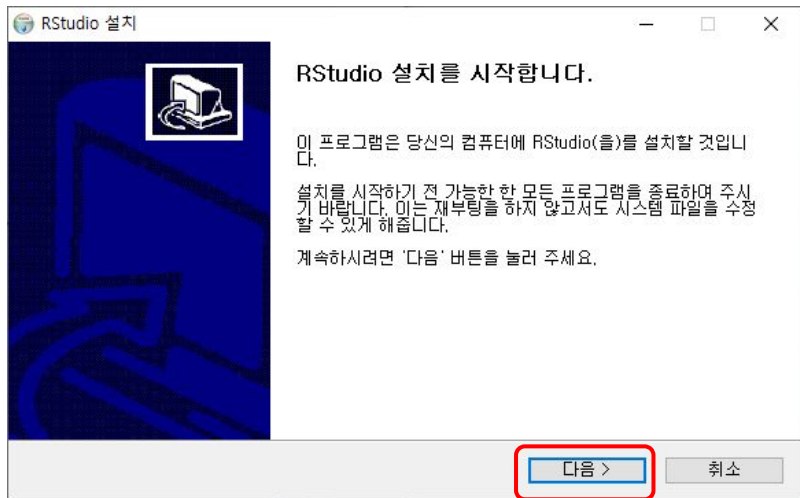 RStudio 설치
RStudio 설치를 시작합니다.
이 프로그램은 당신의 컴퓨터에 RStudio(을)를 설치할 것입니
다.
설치를 시작하기 전 가능한 한 모든 프로그램을 종료하여 주시
기 바랍니다. 이는 재부팅을 하지 않고서도 시스템 파일을 수정
할 수 있게 해줍니다.
계속하시려면 '다음' 버튼을 눌러 주세요.
다음 >
취소